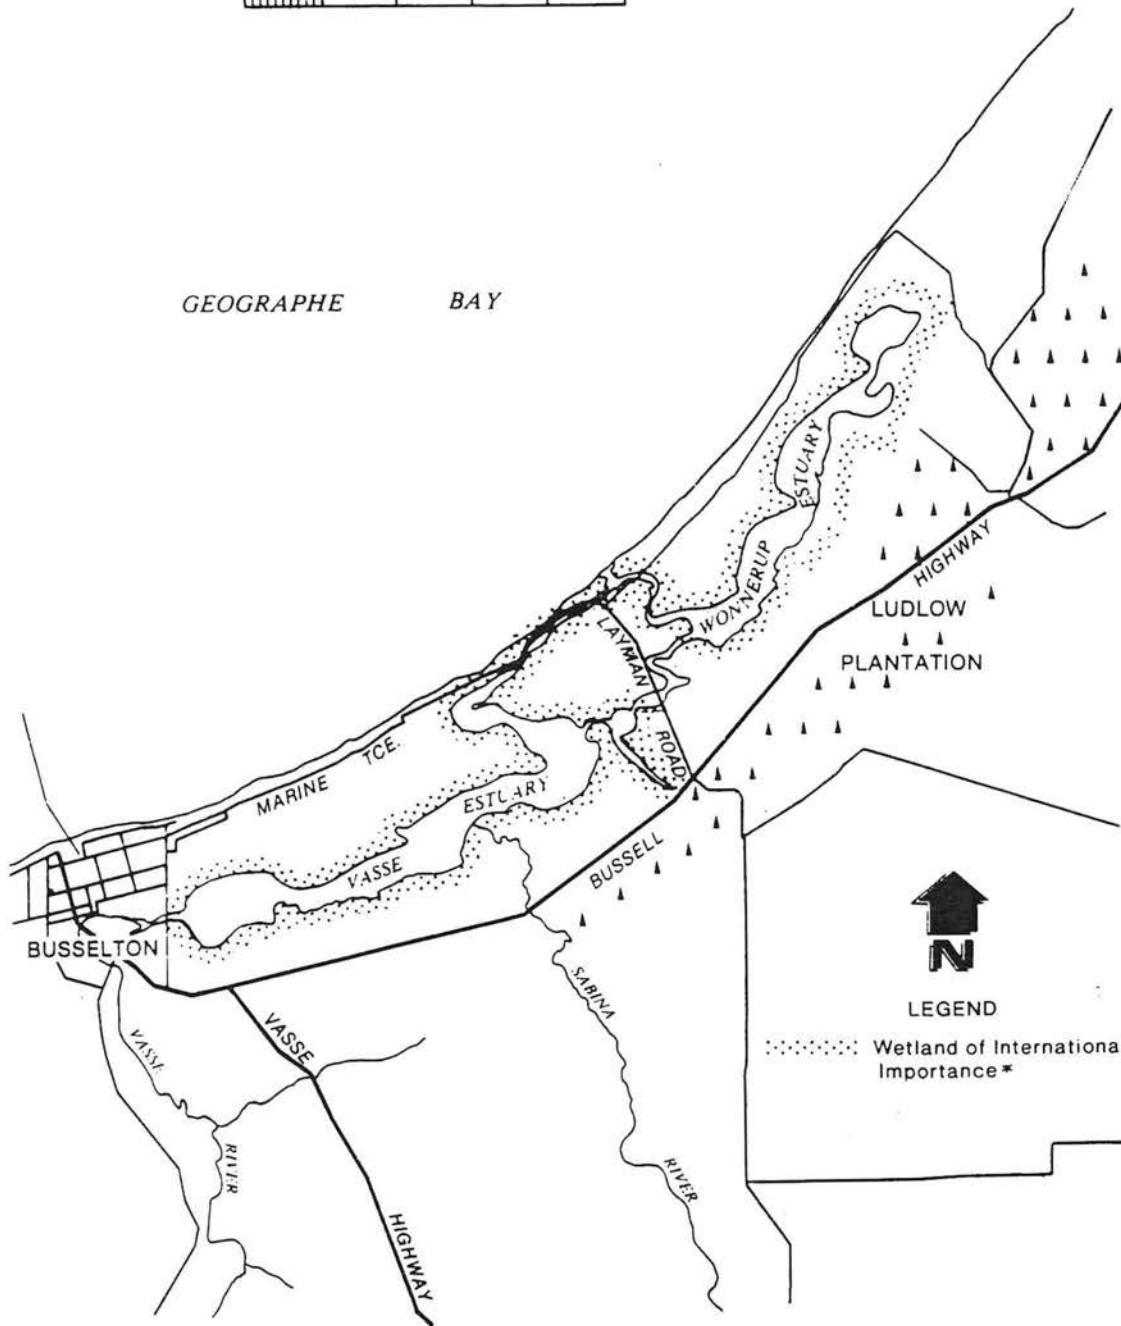 GEOGRAPHE BAY
ESTUARY
WONNERUP
HIGHWAY
LUDLOW
PLANTATION
LAYMAN
ROAD
MARINE TCE.
ESTUARY
VASSE
BUSSELL
BUSSELTON
N
LEGEND
Wetland of Internationa
Importance*
SABINA
RIVER
VASSE
RIVER
VASSE
HIGHWAY